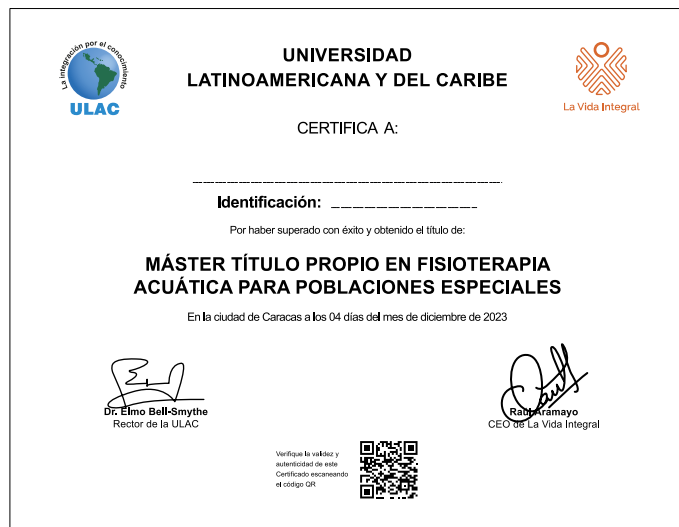 La integración por el conocimiento
ULAC
UNIVERSIDAD
LATINOAMERICANA Y DEL CARIBE
La Vida Integral
CERTIFICA A:
Identificación:
Por haber superado con éxito y obtenido el título de:
MÁSTER TÍTULO PROPIO EN FISIOTERAPIA
ACUÁTICA PARA POBLACIONES ESPECIALES
En la ciudad de Caracas a los 04 días del mes de diciembre de 2023
Dr. Elmo Bell-Smythe
Rector de la ULAC
Raúl Aramayo
CEO de La Vida Integral
Verifique la validez y
autenticidad de este
Certificado escaneando
el código QR